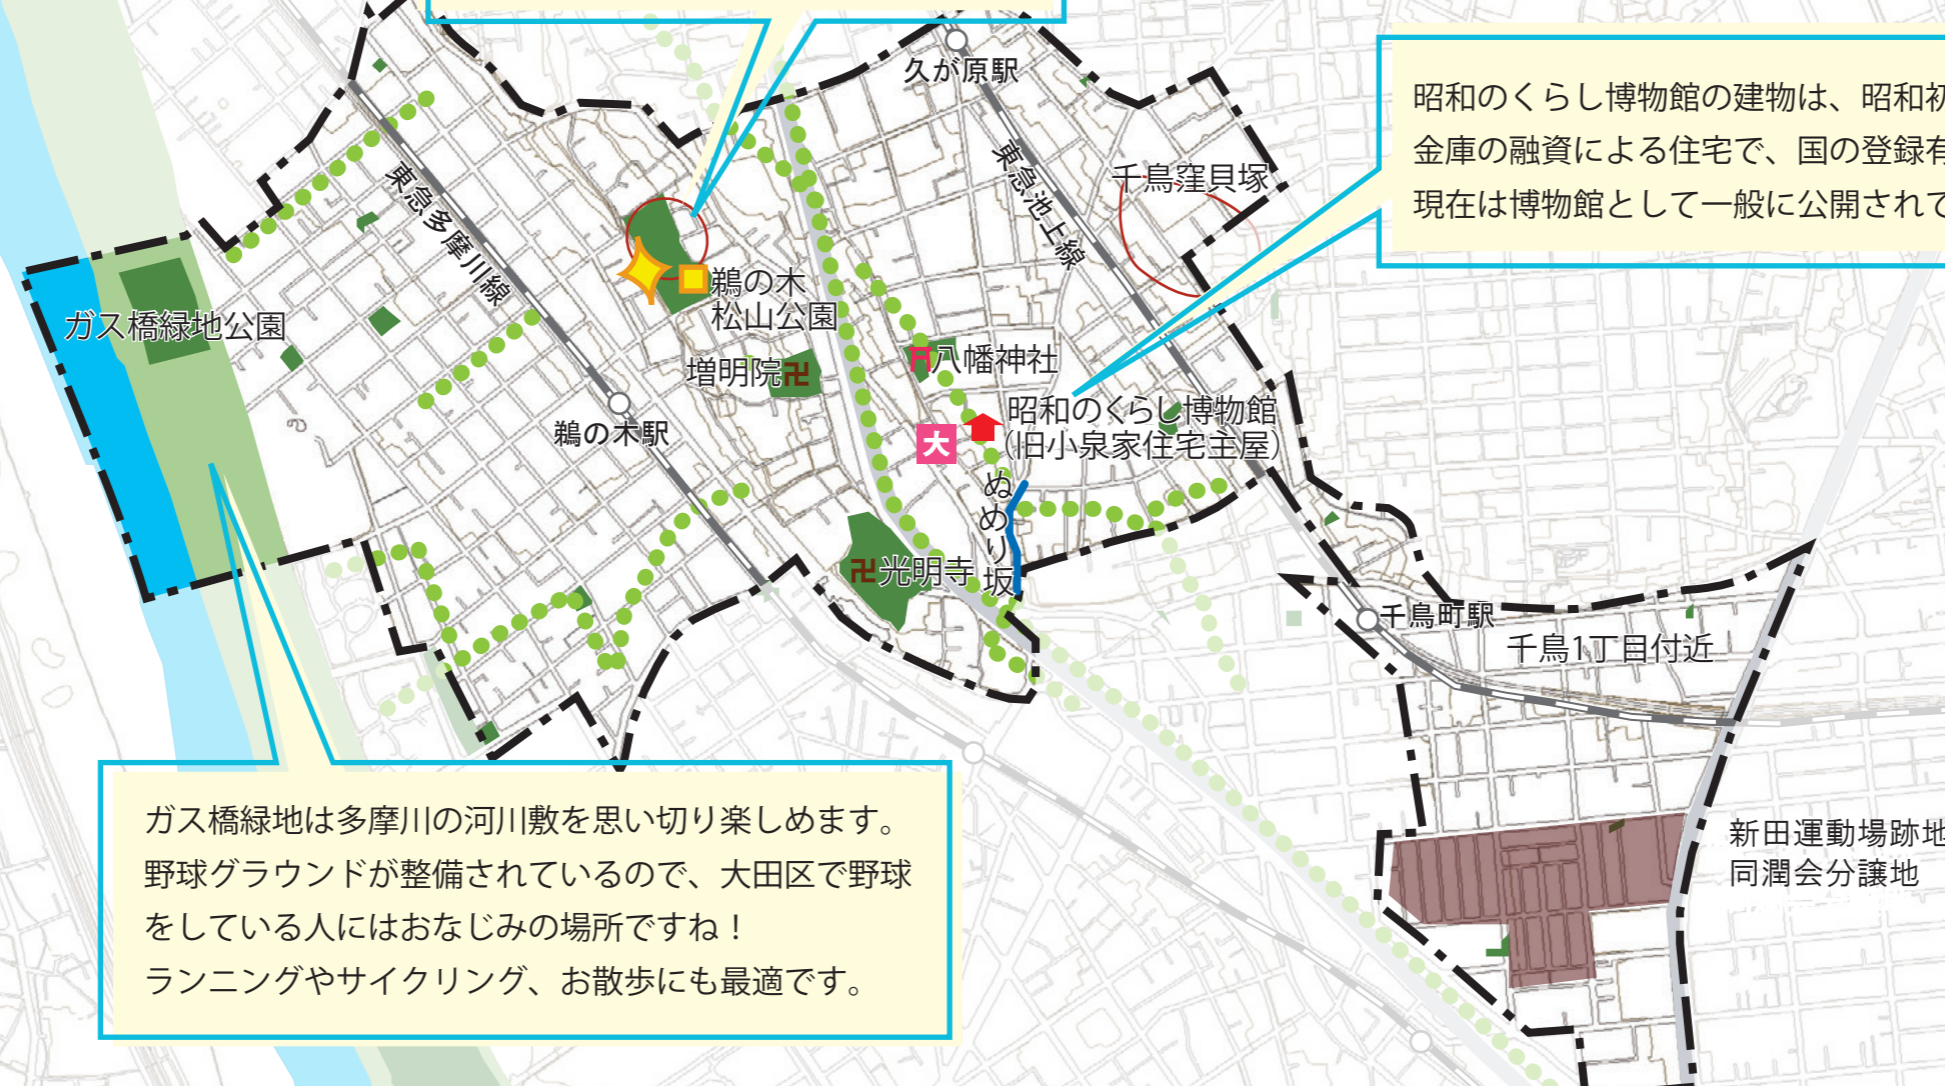 久が原駅
昭和のくらし博物館の建物は、昭和初
金庫の融資による住宅で、国の登録有
現在は博物館として一般に公開されて
東急多摩川線
東急池上線
千鳥窪貝塚
鵜の木
松山公園
ガス橋緑地公園
増明院
八幡神社
鵜の木駅
大
昭和のくらし博物館
(旧小泉家住宅主屋)
ぬめり坂
光明寺
千鳥町駅
千鳥1丁目付近
ガス橋緑地は多摩川の河川敷を思い切り楽しめます。
野球グラウンドが整備されているので、大田区で野球
をしている人にはおなじみの場所ですね！
ランニングやサイクリング、お散歩にも最適です。
新田運動場跡地
同潤会分譲地